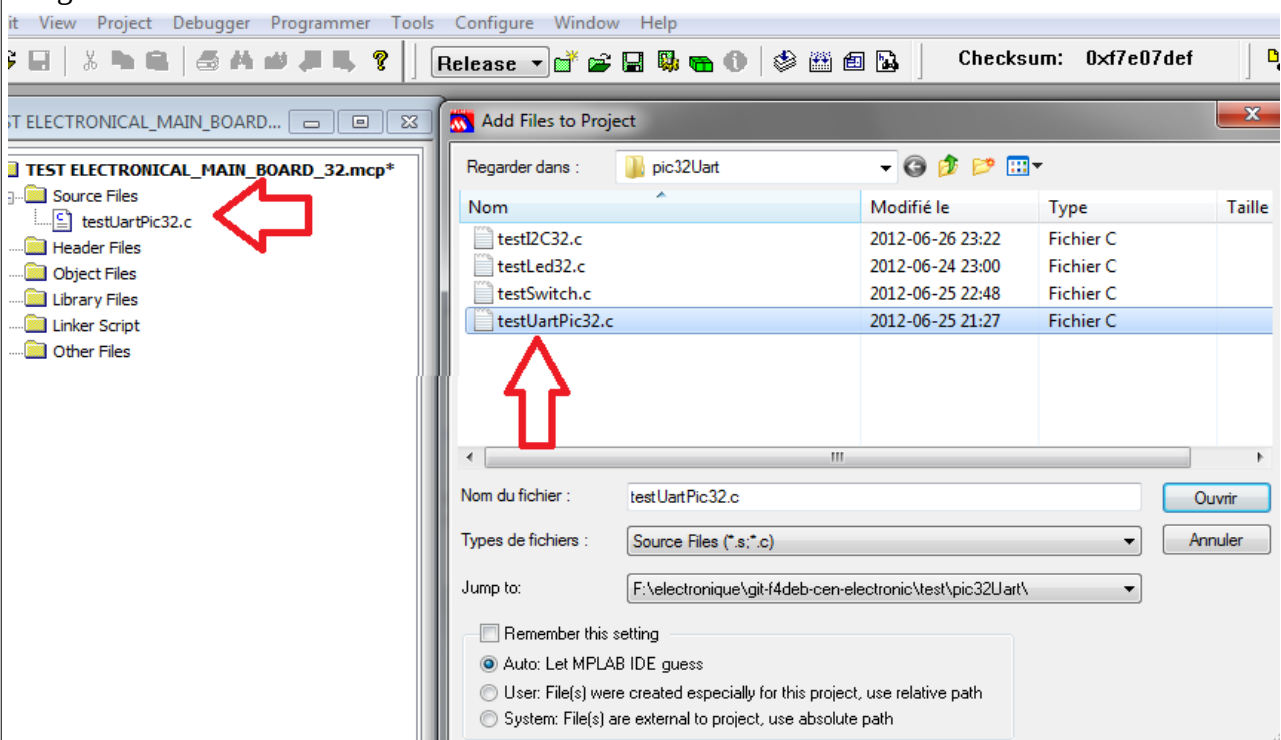 it View Project Debugger Programmer Tools Configure Window Help
Release Checksum: 0xf7e07def
ST ELECTRONICAL_MAIN_BOARD...
TEST ELECTRONICAL_MAIN_BOARD_32.mcp*
Source Files
testUartPic32.c
Header Files
Object Files
Library Files
Linker Script
Other Files
Add Files to Project
Regarder dans : pic32Uart
Nom Modifié le Type Taille
testI2C32.c 2012-06-26 23:22 Fichier C
testLed32.c 2012-06-24 23:00 Fichier C
testSwitch.c 2012-06-25 22:48 Fichier C
testUartPic32.c 2012-06-25 21:27 Fichier C
Nom du fichier : testUartPic32.c Ouvrir
Types de fichiers : Source Files (*.s;*.c) Annuler
Jump to: F:\electronique\git-f4deb-cen-electronic\test\pic32Uart\
Remember this setting
Auto: Let MPLAB IDE guess
User: File(s) were created especially for this project, use relative path
System: File(s) are external to project, use absolute path